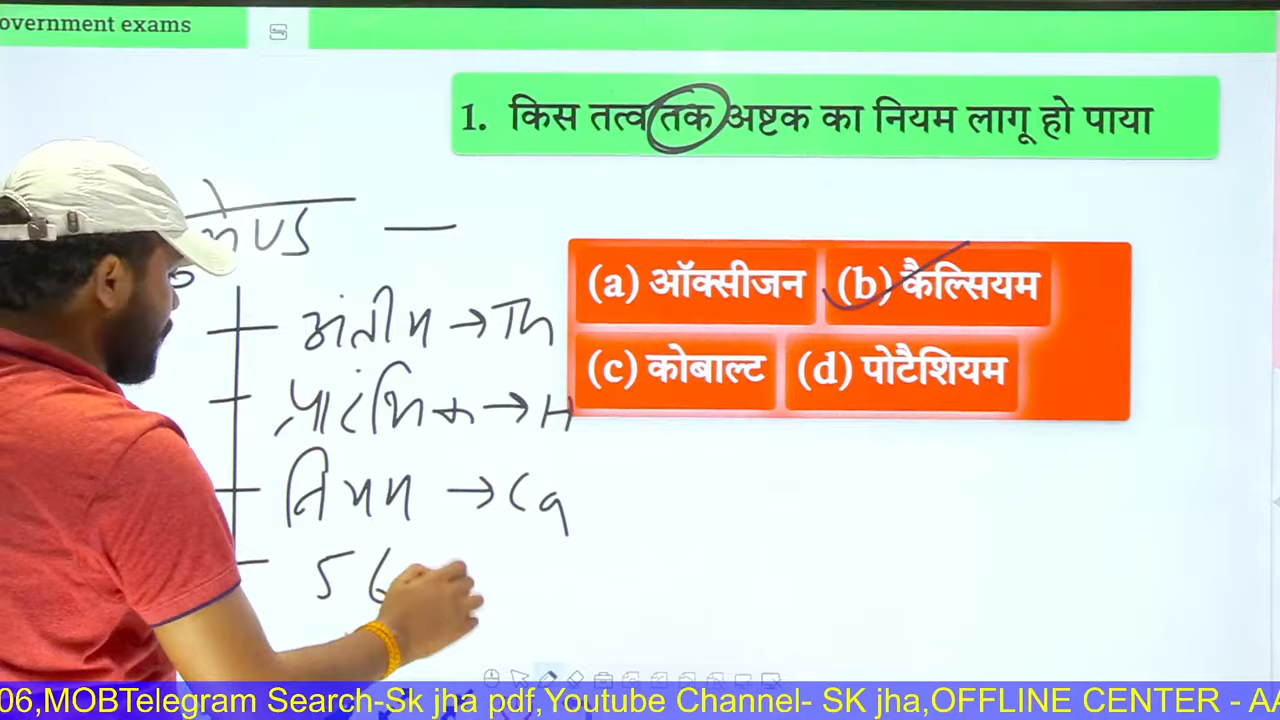 overnment exams
1. किस तत्व तक अष्टक का नियम लागू हो पाया
(a) ऑक्सीजन (b) कैल्सियम
(c) कोबाल्ट (d) पोटैशियम
अंतीम → Th
प्रारंभिक → H
नियम → Ca
56
06,MOBTelegram Search-Sk jha pdf,Youtube Channel- SK jha,OFFLINE CENTER - AA